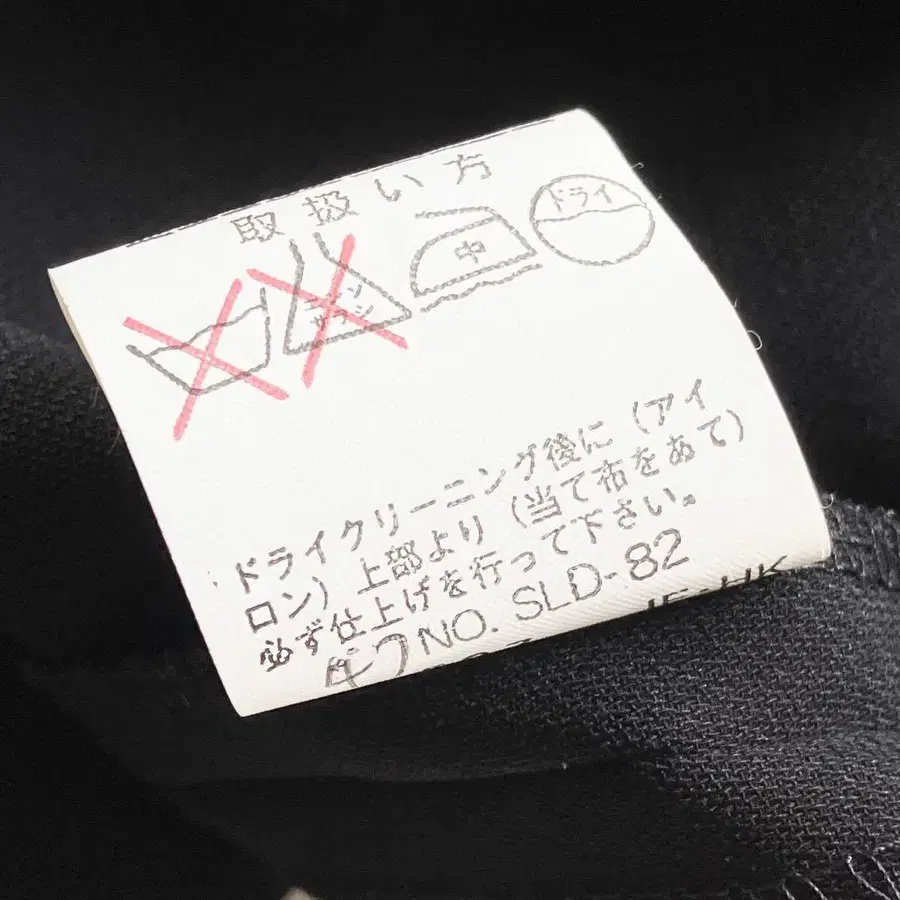 取扱い方
エンソ
サラシ
中
ドライ
ドライクリーニング後に(アイ
ロン)上部より(当て布をあて)
必ず仕上げを行って下さい。
NO. SLD-82